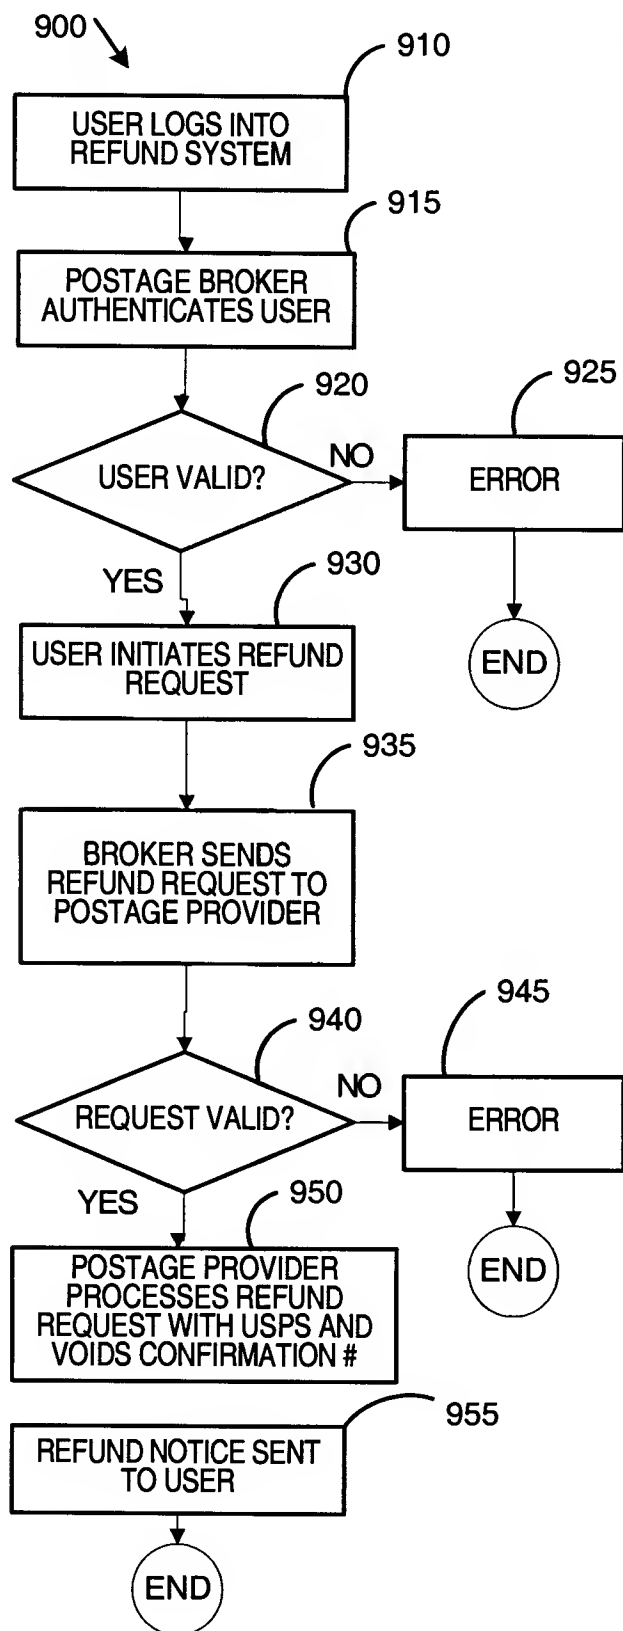 900
910
USER LOGS INTO
REFUND SYSTEM
915
POSTAGE BROKER
AUTHENTICATES USER
920
925
USER VALID?
NO
ERROR
YES
930
END
USER INITIATES REFUND
REQUEST
935
BROKER SENDS
REFUND REQUEST TO
POSTAGE PROVIDER
940
945
REQUEST VALID?
NO
ERROR
YES
950
END
POSTAGE PROVIDER
PROCESSES REFUND
REQUEST WITH USPS AND
VOIDS CONFIRMATION #
955
REFUND NOTICE SENT
TO USER
END